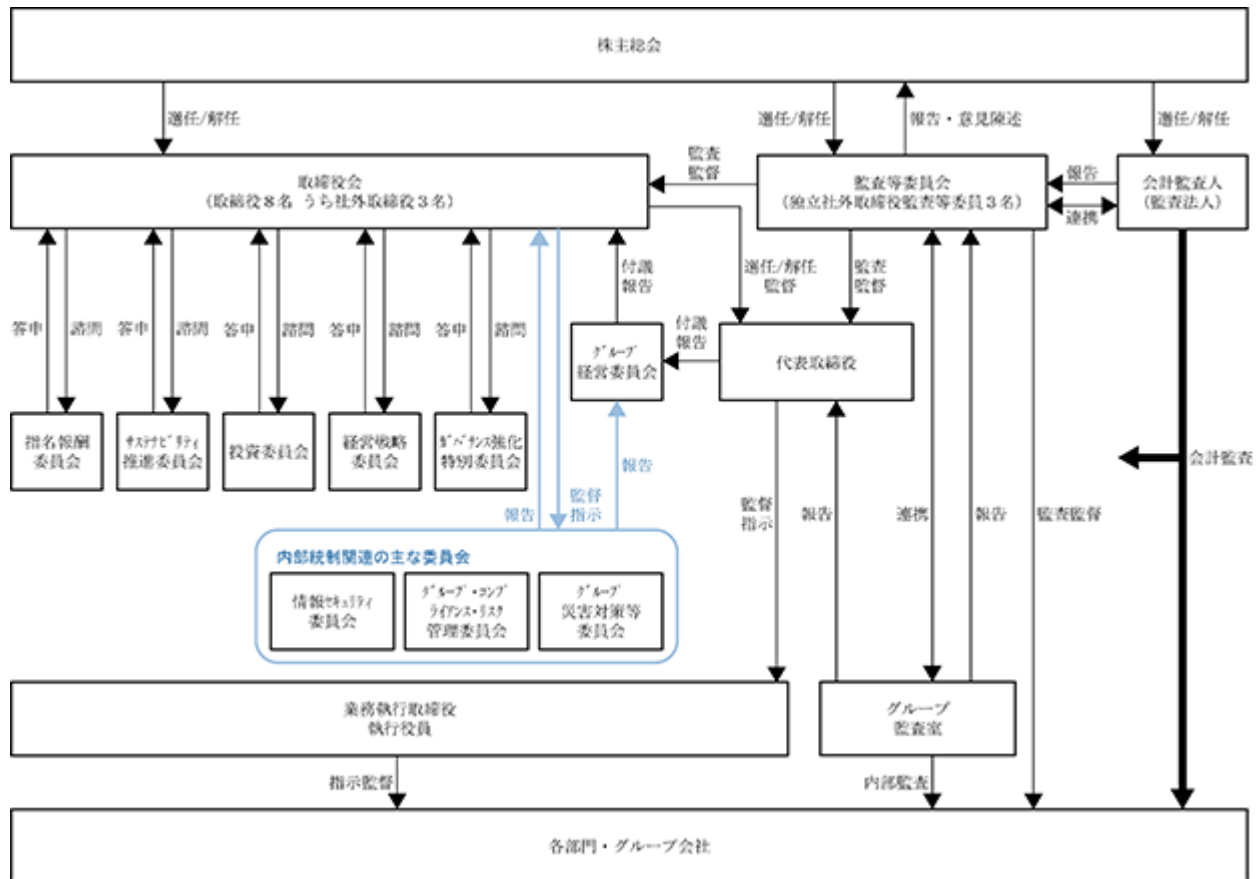 株主総会
選任/解任
選任/解任
報告・意見陳述
選任/解任
取締役会
(取締役８名 うち社外取締役３名)
監査
監督
監査等委員会
(独立社外取締役監査等委員３名)
報告
連携
会計監査人
(監査法人)
答申
諮問
答申
諮問
答申
諮問
答申
諮問
答申
諮問
付議
報告
選任/解任
監督
監査
監督
ｸﾞﾙｰﾌﾟ
経営委員会
付議
報告
代表取締役
指名報酬
委員会
ｻｽﾃﾅﾋﾞﾘﾃｨ
推進委員会
投資委員会
経営戦略
委員会
ｶﾞﾊﾞﾅﾝｽ強化
特別委員会
報告
監督
指示
報告
監督
指示
報告
連携
報告
監査監督
会計監査
内部統制関連の主な委員会
情報ｾｷｭﾘﾃｨ
委員会
ｸﾞﾙｰﾌﾟ・ｺﾝﾌﾟ
ﾗｲｱﾝｽ・ﾘｽｸ
管理委員会
ｸﾞﾙｰﾌﾟ
災害対策等
委員会
業務執行取締役
執行役員
グループ
監査室
指示監督
内部監査
各部門・グループ会社